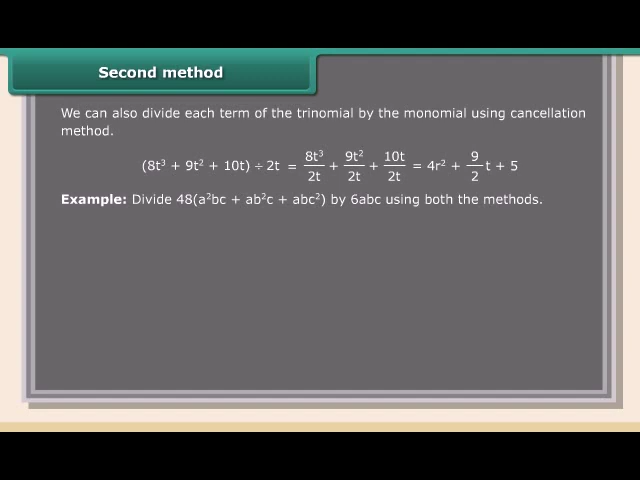 Second method
We can also divide each term of the trinomial by the monomial using cancellation
method.
(8t³ + 9t² + 10t) ÷ 2t = 8t³/2t + 9t²/2t + 10t/2t = 4r² + 9/2 t + 5
Example: Divide 48(a²bc + ab²c + abc²) by 6abc using both the methods.